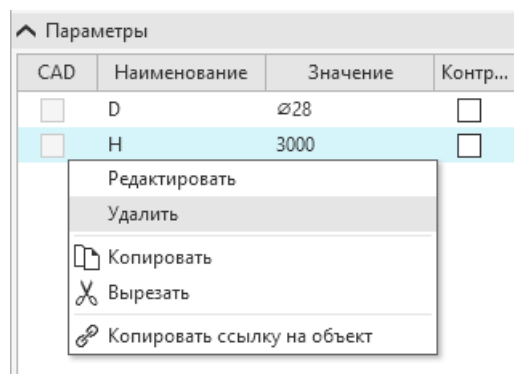 Параметры
CAD Наименование Значение Контр...
D ⌀28
H 3000
Редактировать
Удалить
Копировать
Вырезать
Копировать ссылку на объект